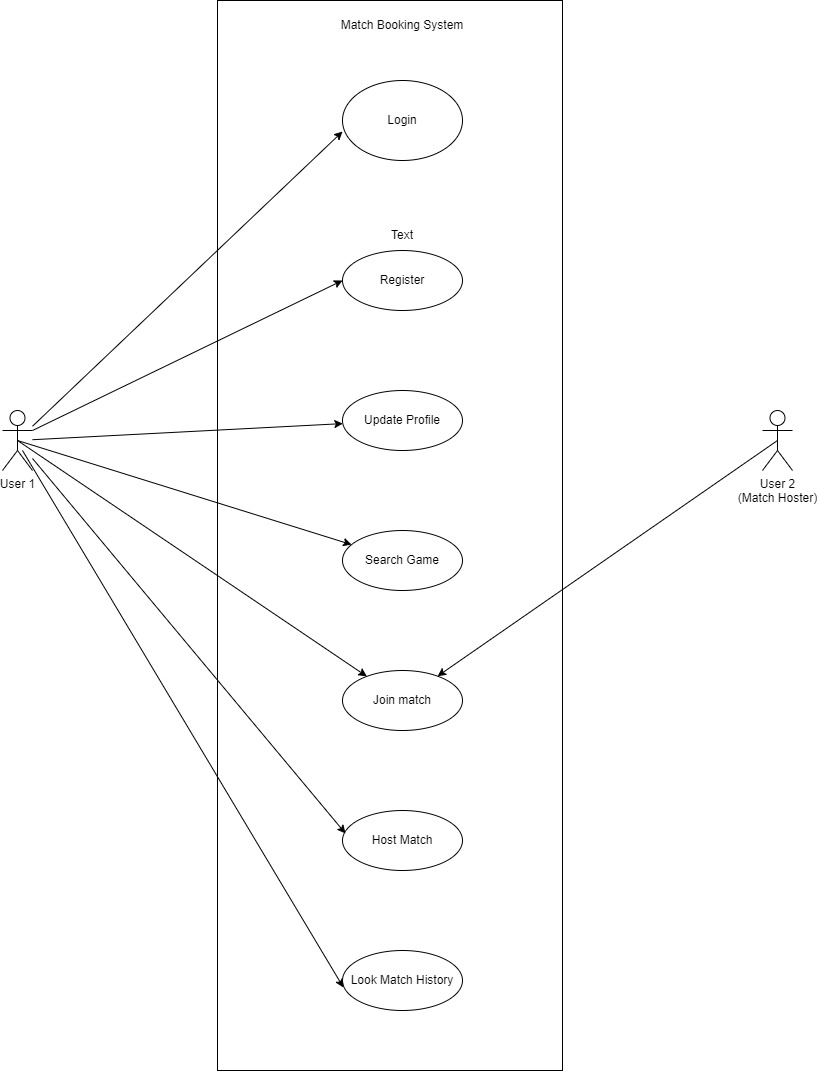 Match Booking System
Login
Text
Register
Update Profile
User 1
User 2
(Match Hoster)
Search Game
Join match
Host Match
Look Match History